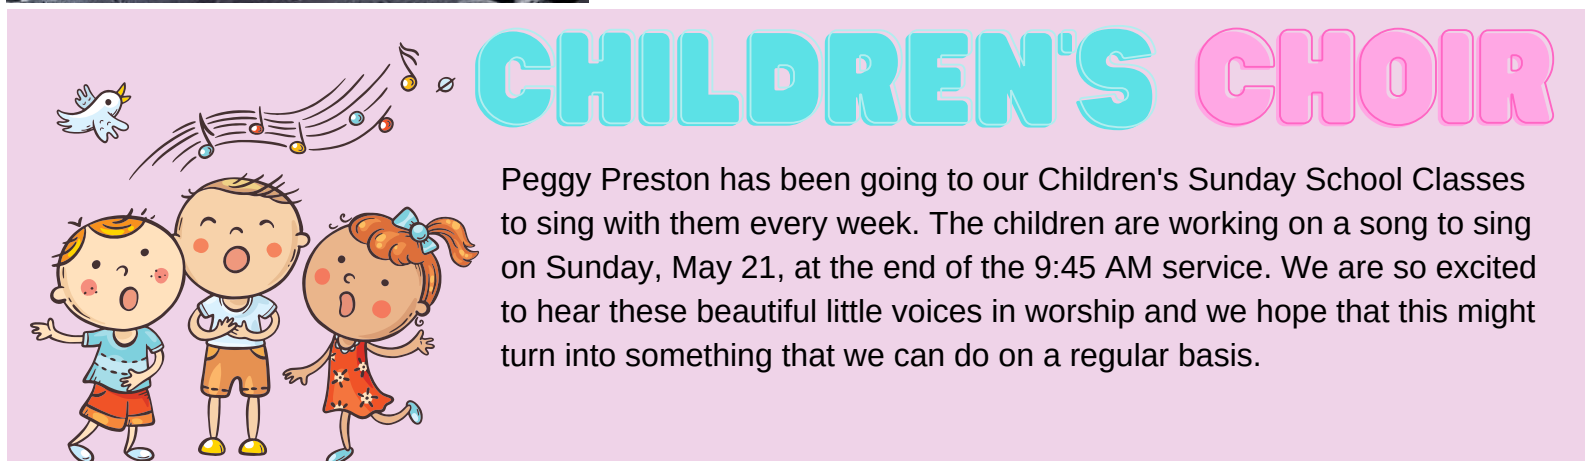 CHILDREN'S CHOIR
Peggy Preston has been going to our Children's Sunday School Classes
to sing with them every week. The children are working on a song to sing
on Sunday, May 21, at the end of the 9:45 AM service. We are so excited
to hear these beautiful little voices in worship and we hope that this might
turn into something that we can do on a regular basis.